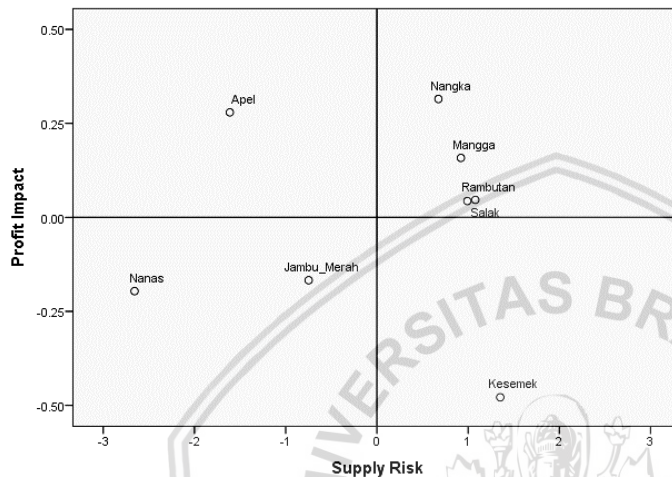 0.50
Nangka
Apel
0.25
Mangga
Rambutan
Salak
0.00
Profit Impact
Jambu_Merah
Nanas
-0.25
Kesemek
-0.50
-3 -2 -1 0 1 2 3
Supply Risk
VERSITAS BR